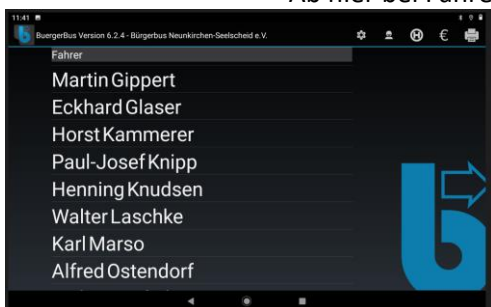 Ab hier bei Fahre
11:41
BuergerBus Version 6.2.4 - Bürgerbus Neunkirchen-Seelscheid e.V.
Fahrer
Martin Gippert
Eckhard Glaser
Horst Kammerer
Paul-Josef Knipp
Henning Knudsen
Walter Laschke
Karl Marso
Alfred Ostendorf